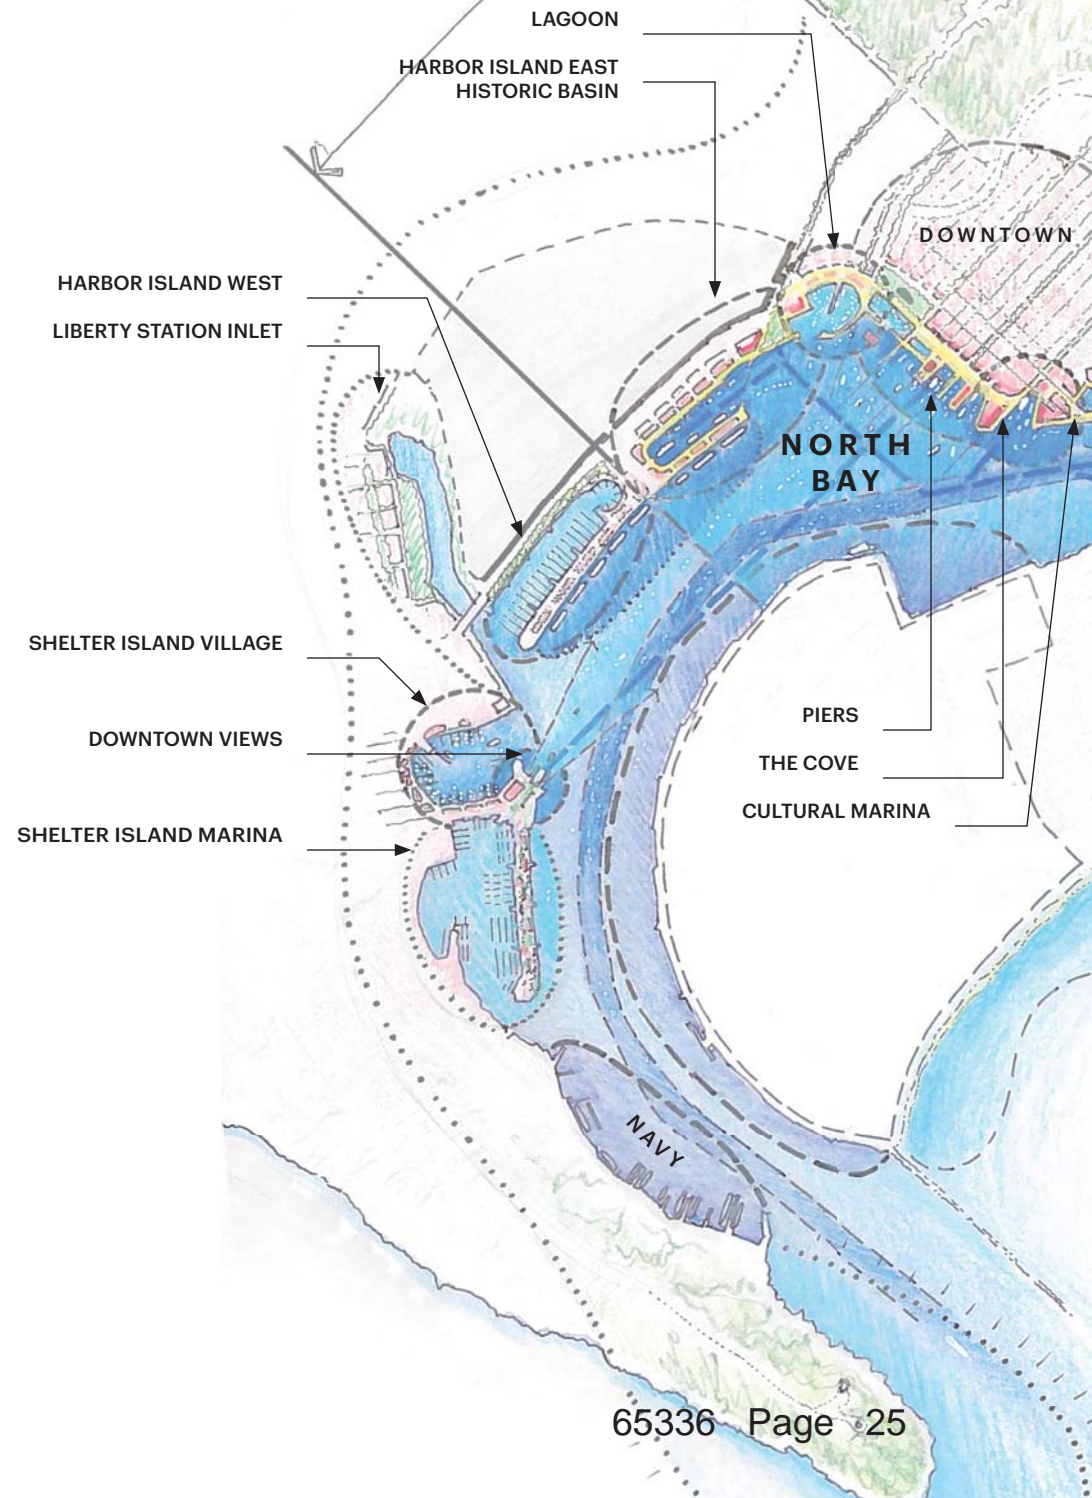 LAGOON
HARBOR ISLAND EAST
HISTORIC BASIN
DOWNTOWN
HARBOR ISLAND WEST
LIBERTY STATION INLET
NORTH
BAY
SHELTER ISLAND VILLAGE
PIERS
DOWNTOWN VIEWS
THE COVE
CULTURAL MARINA
SHELTER ISLAND MARINA
NAVY
65336 Page 25